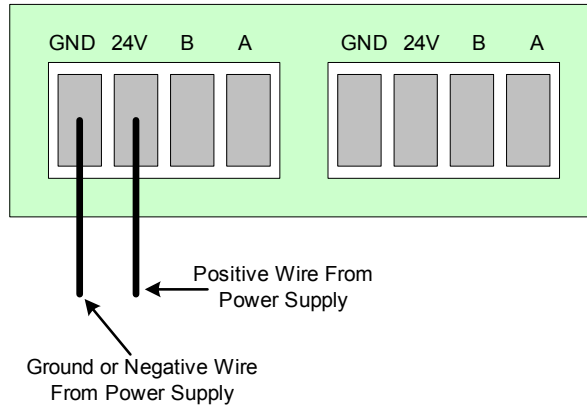 GND 24V B A GND 24V B A
Positive Wire From
Power Supply
Ground or Negative Wire
From Power Supply